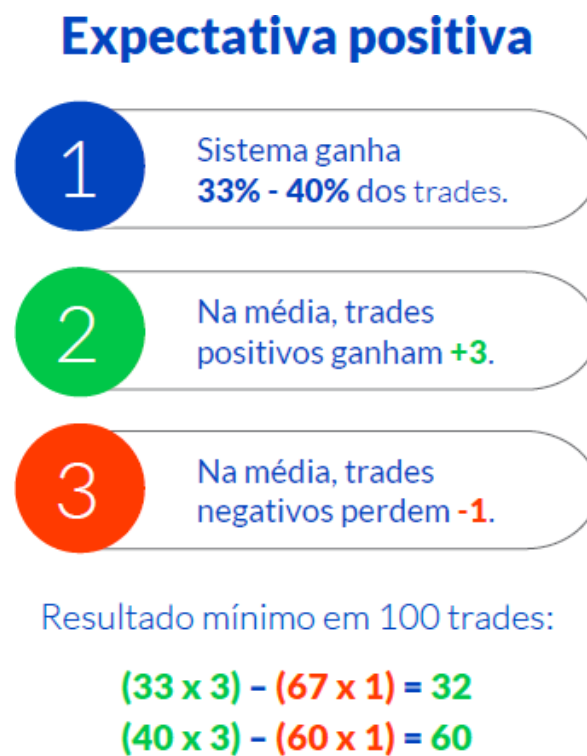 Expectativa positiva
1
Sistema ganha
33% - 40% dos trades.
2
Na média, trades
positivos ganham +3.
3
Na média, trades
negativos perdem -1.
Resultado mínimo em 100 trades:
(33 x 3) – (67 x 1) = 32
(40 x 3) – (60 x 1) = 60